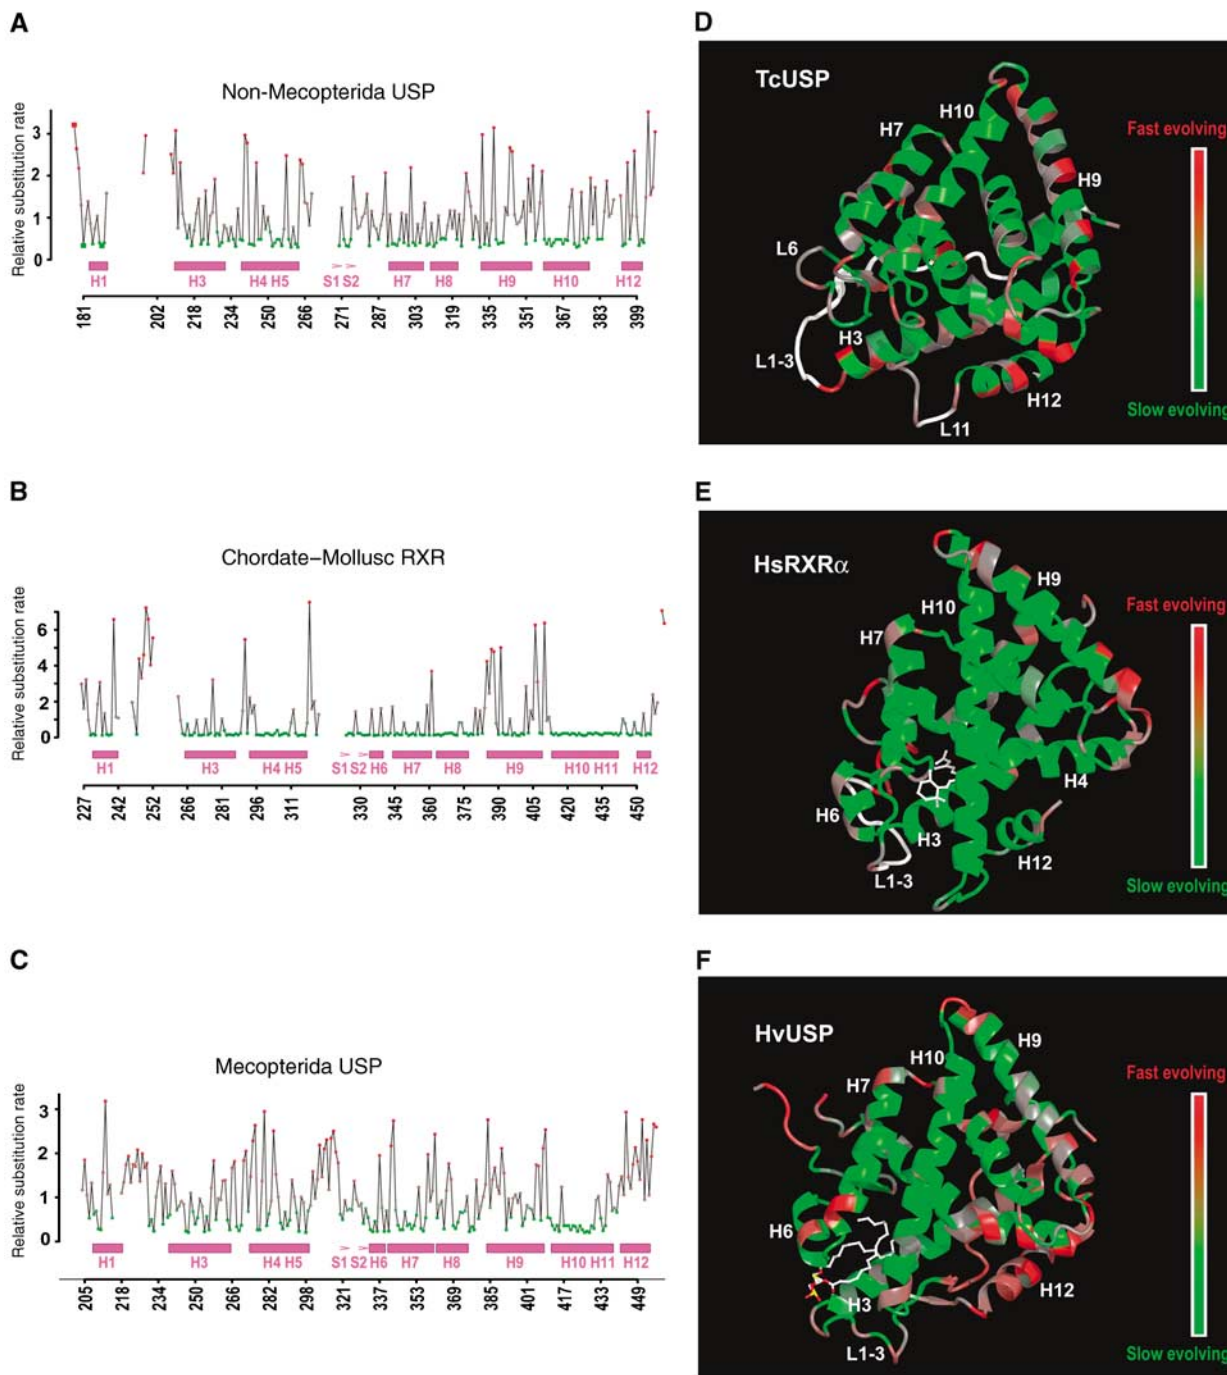 A
Non-Mecopterida USP
Relative substitution rate
3
2
1
0
H1 H3 H4 H5 S1 S2 H7 H8 H9 H10 H12
181 202 218 234 250 266 271 287 303 319 335 351 367 383 399
B
Chordate–Mollusc RXR
Relative substitution rate
6
4
2
0
H1 H3 H4 H5 S1 S2 H6 H7 H8 H9 H10 H11 H12
227 242 252 266 281 296 311 330 345 360 375 390 405 420 435 450
C
Mecopterida USP
Relative substitution rate
3
2
1
0
H1 H3 H4 H5 S1 S2 H6 H7 H8 H9 H10 H11 H12
205 218 234 250 266 282 298 321 337 353 369 385 401 417 433 449
D
TcUSP
H10
H7
Fast evolving
H9
L6
H3
L1-3
H12
L11
Slow evolving
E
HsRXRα
H9
H10
H7
Fast evolving
H6
H4
H3
H12
L1-3
Slow evolving
F
HvUSP
H9
H10
H7
Fast evolving
H6
H3
H12
L1-3
Slow evolving